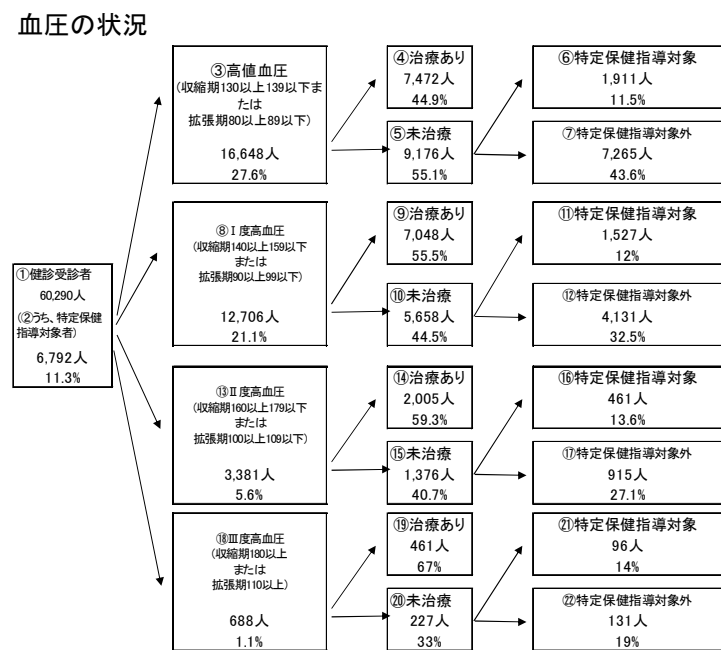 血圧の状況
①健診受診者
60,290人
(②うち、特定保健
指導対象者)
6,792人
11.3%
③高値血圧
(収縮期130以上139以下ま
たは
拡張期80以上89以下)
16,648人
27.6%
④治療あり
7,472人
44.9%
⑤未治療
9,176人
55.1%
⑥特定保健指導対象
1,911人
11.5%
⑦特定保健指導対象外
7,265人
43.6%
⑧Ⅰ度高血圧
(収縮期140以上159以下
または
拡張期90以上99以下)
12,706人
21.1%
⑨治療あり
7,048人
55.5%
⑩未治療
5,658人
44.5%
⑪特定保健指導対象
1,527人
12%
⑫特定保健指導対象外
4,131人
32.5%
⑬Ⅱ度高血圧
(収縮期160以上179以下
または
拡張期100以上109以下)
3,381人
5.6%
⑭治療あり
2,005人
59.3%
⑮未治療
1,376人
40.7%
⑯特定保健指導対象
461人
13.6%
⑰特定保健指導対象外
915人
27.1%
⑱Ⅲ度高血圧
(収縮期180以上
または
拡張期110以上)
688人
1.1%
⑲治療あり
461人
67%
⑳未治療
227人
33%
㉑特定保健指導対象
96人
14%
㉒特定保健指導対象外
131人
19%